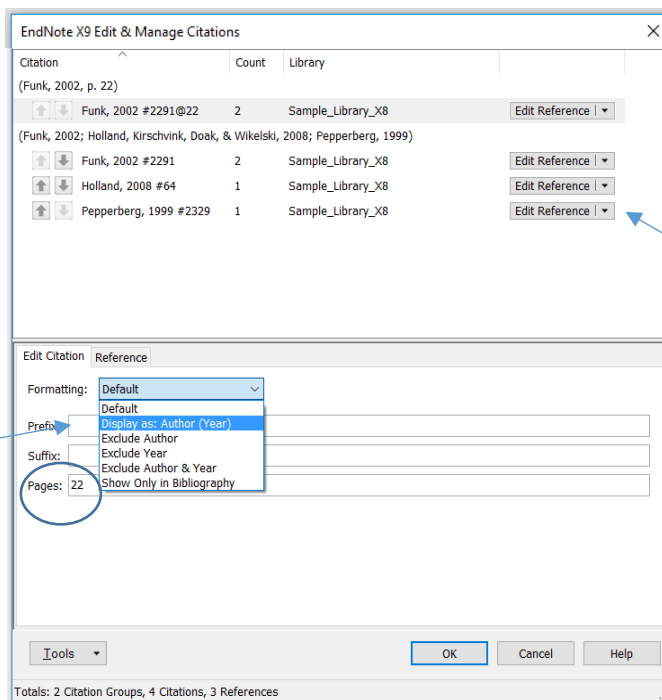 EndNote X9 Edit & Manage Citations
Citation Count Library
(Funk, 2002, p. 22)
Funk, 2002 #2291@22 2 Sample_Library_X8 Edit Reference
(Funk, 2002; Holland, Kirschvink, Doak, & Wikelski, 2008; Pepperberg, 1999)
Funk, 2002 #2291 2 Sample_Library_X8 Edit Reference
Holland, 2008 #64 1 Sample_Library_X8 Edit Reference
Pepperberg, 1999 #2329 1 Sample_Library_X8 Edit Reference
Edit Citation Reference
Formatting: Default
Default
Prefix Display as: Author (Year)
Exclude Author
Suffix: Exclude Year
Exclude Author & Year
Pages: 22 Show Only in Bibliography
Tools OK Cancel Help
Totals: 2 Citation Groups, 4 Citations, 3 References